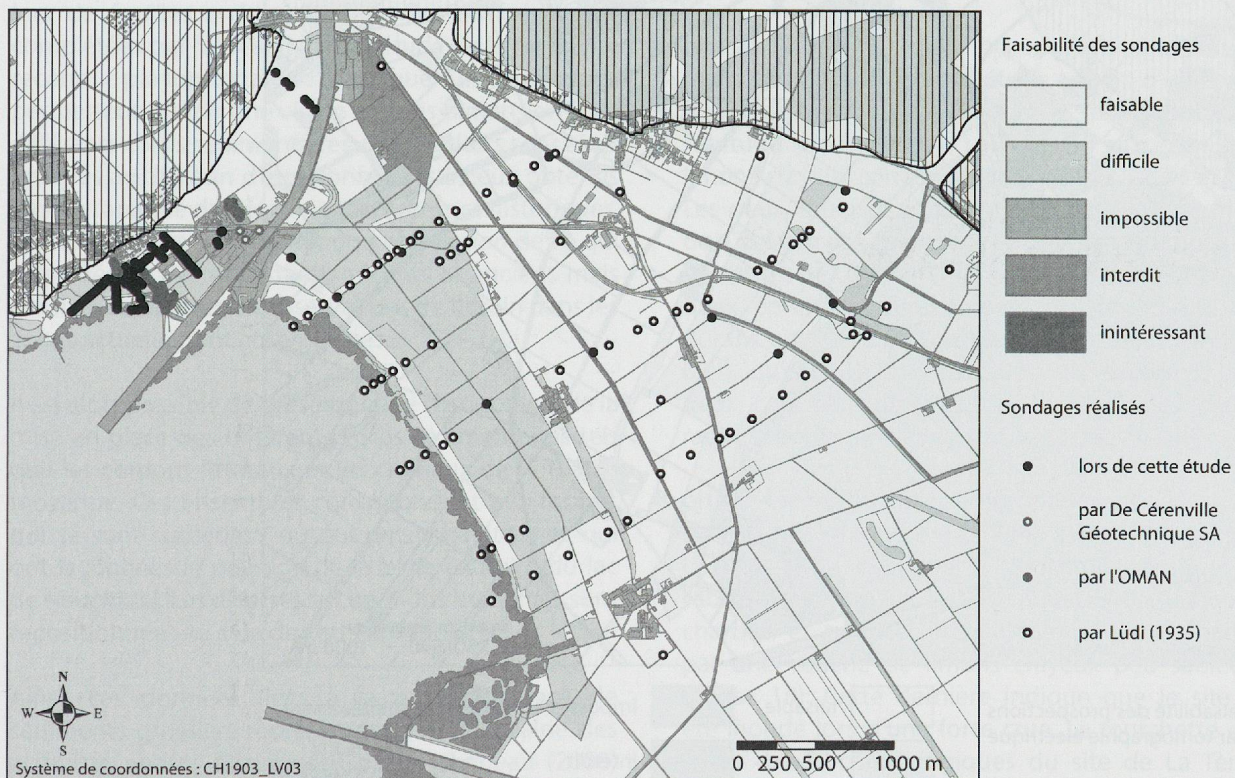 Faisabilité des sondages
faisable
difficile
impossible
interdit
inintéressant
Sondages réalisés
lors de cette étude
par De Cérenville
Géotechnique SA
par l'OMAN
par Lüdi (1935)
N
W E
S
0 250 500 1000 m
Système de coordonnées : CH1903_LV03